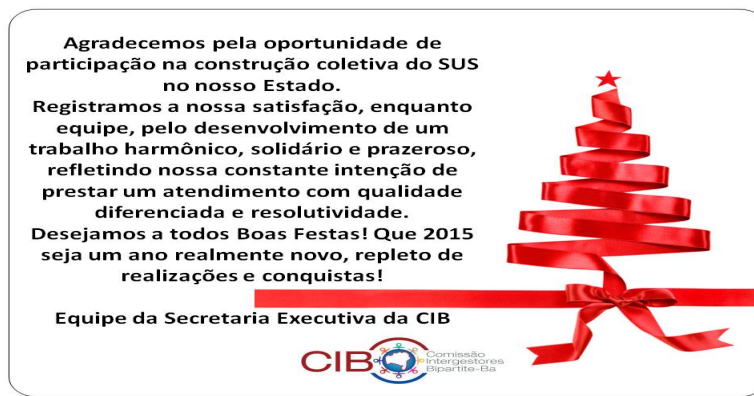 Agradecemos pela oportunidade de
participação na construção coletiva do SUS
no nosso Estado.
Registramos a nossa satisfação, enquanto
equipe, pelo desenvolvimento de um
trabalho harmônico, solidário e prazeroso,
refletindo nossa constante intenção de
prestar um atendimento com qualidade
diferenciada e resolutividade.
Desejamos a todos Boas Festas! Que 2015
seja um ano realmente novo, repleto de
realizações e conquistas!
Equipe da Secretaria Executiva da CIB
CIB
Comissão
Intergestores
Bipartite-Ba